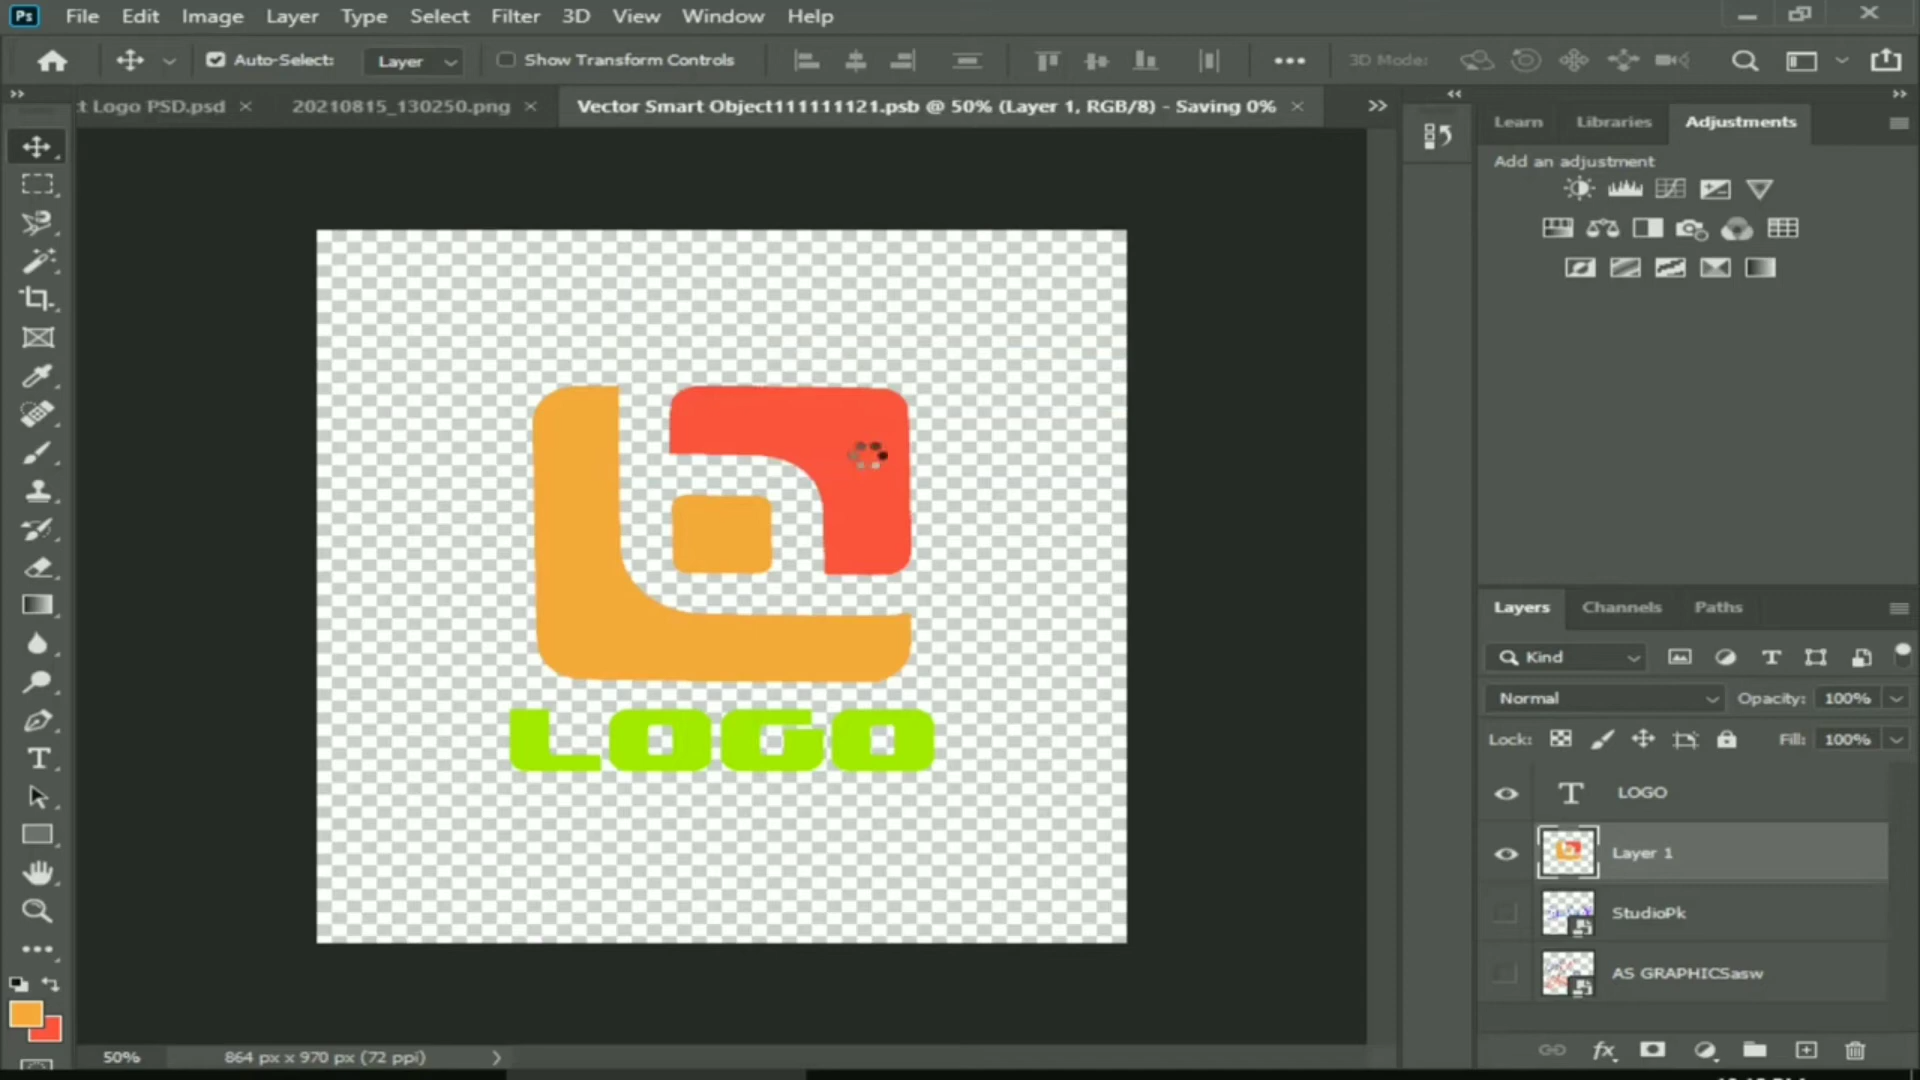 Ps File Edit Image Layer Type Select Filter 3D View Window Help
Auto-Select: Layer Show Transform Controls 3D Mode:
t Logo PSD.psd × 20210815_130250.png × Vector Smart Object111111121.psb @ 50% (Layer 1, RGB/8) - Saving 0% ×
Learn Libraries Adjustments
Add an adjustment
LOGO
Layers Channels Paths
Kind
Normal Opacity: 100%
Lock: Fill: 100%
LOGO
Layer 1
StudioPk
AS GRAPHICSasw
50% 864 px x 970 px (72 ppi)